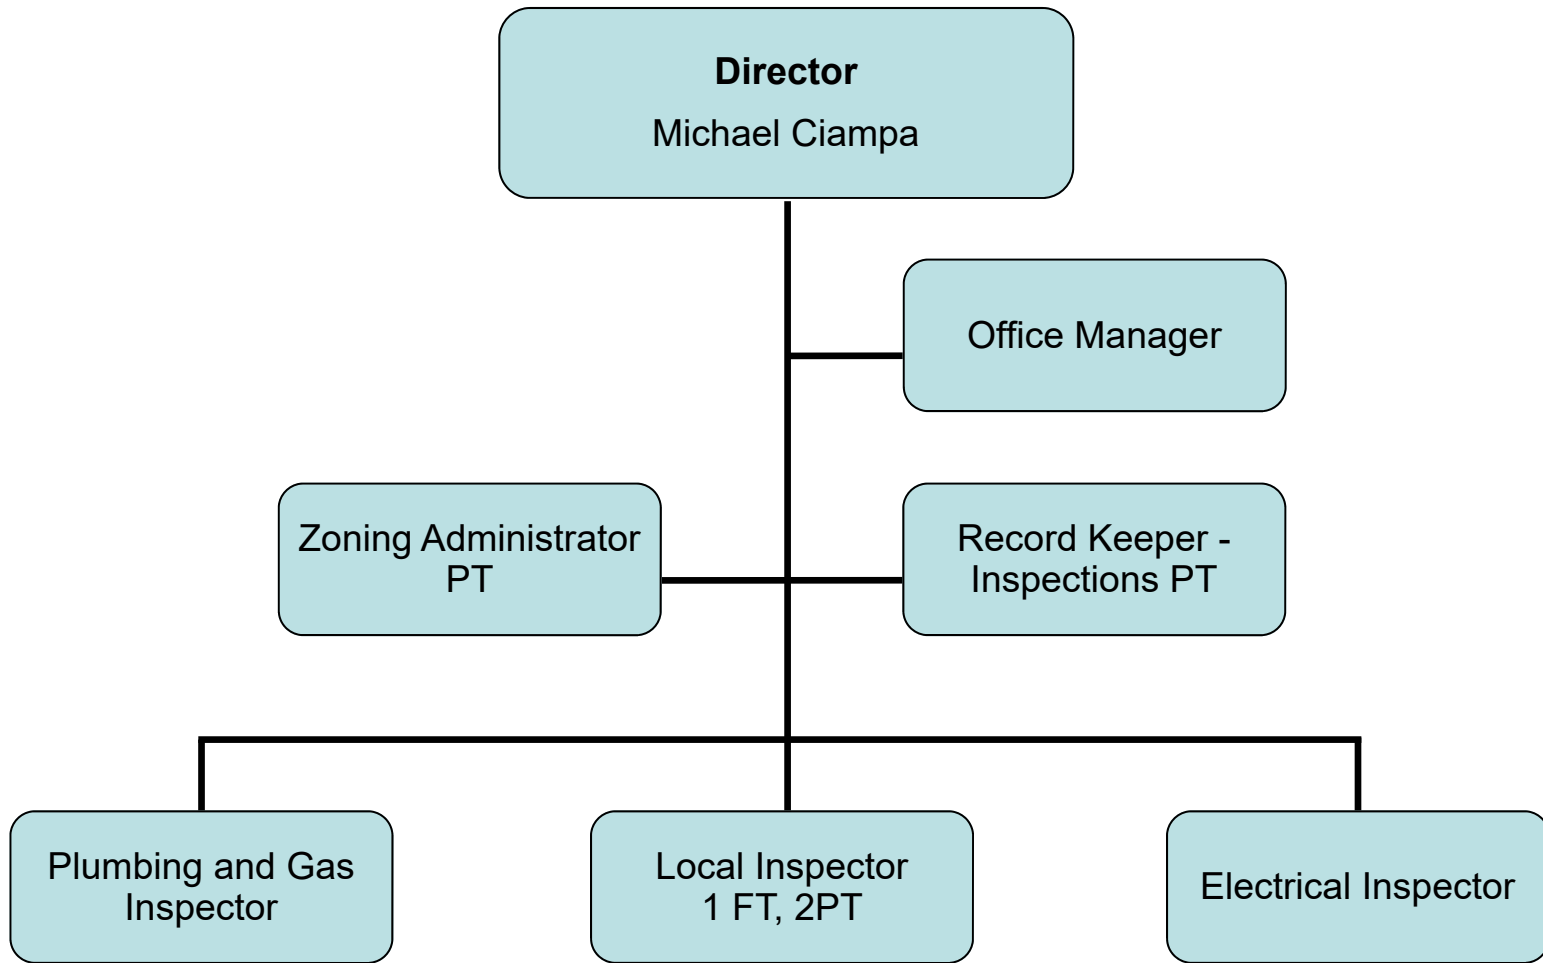 Director
Michael Ciampa
Office Manager
Zoning Administrator
PT
Record Keeper -
Inspections PT
Plumbing and Gas
Inspector
Local Inspector
1 FT, 2PT
Electrical Inspector